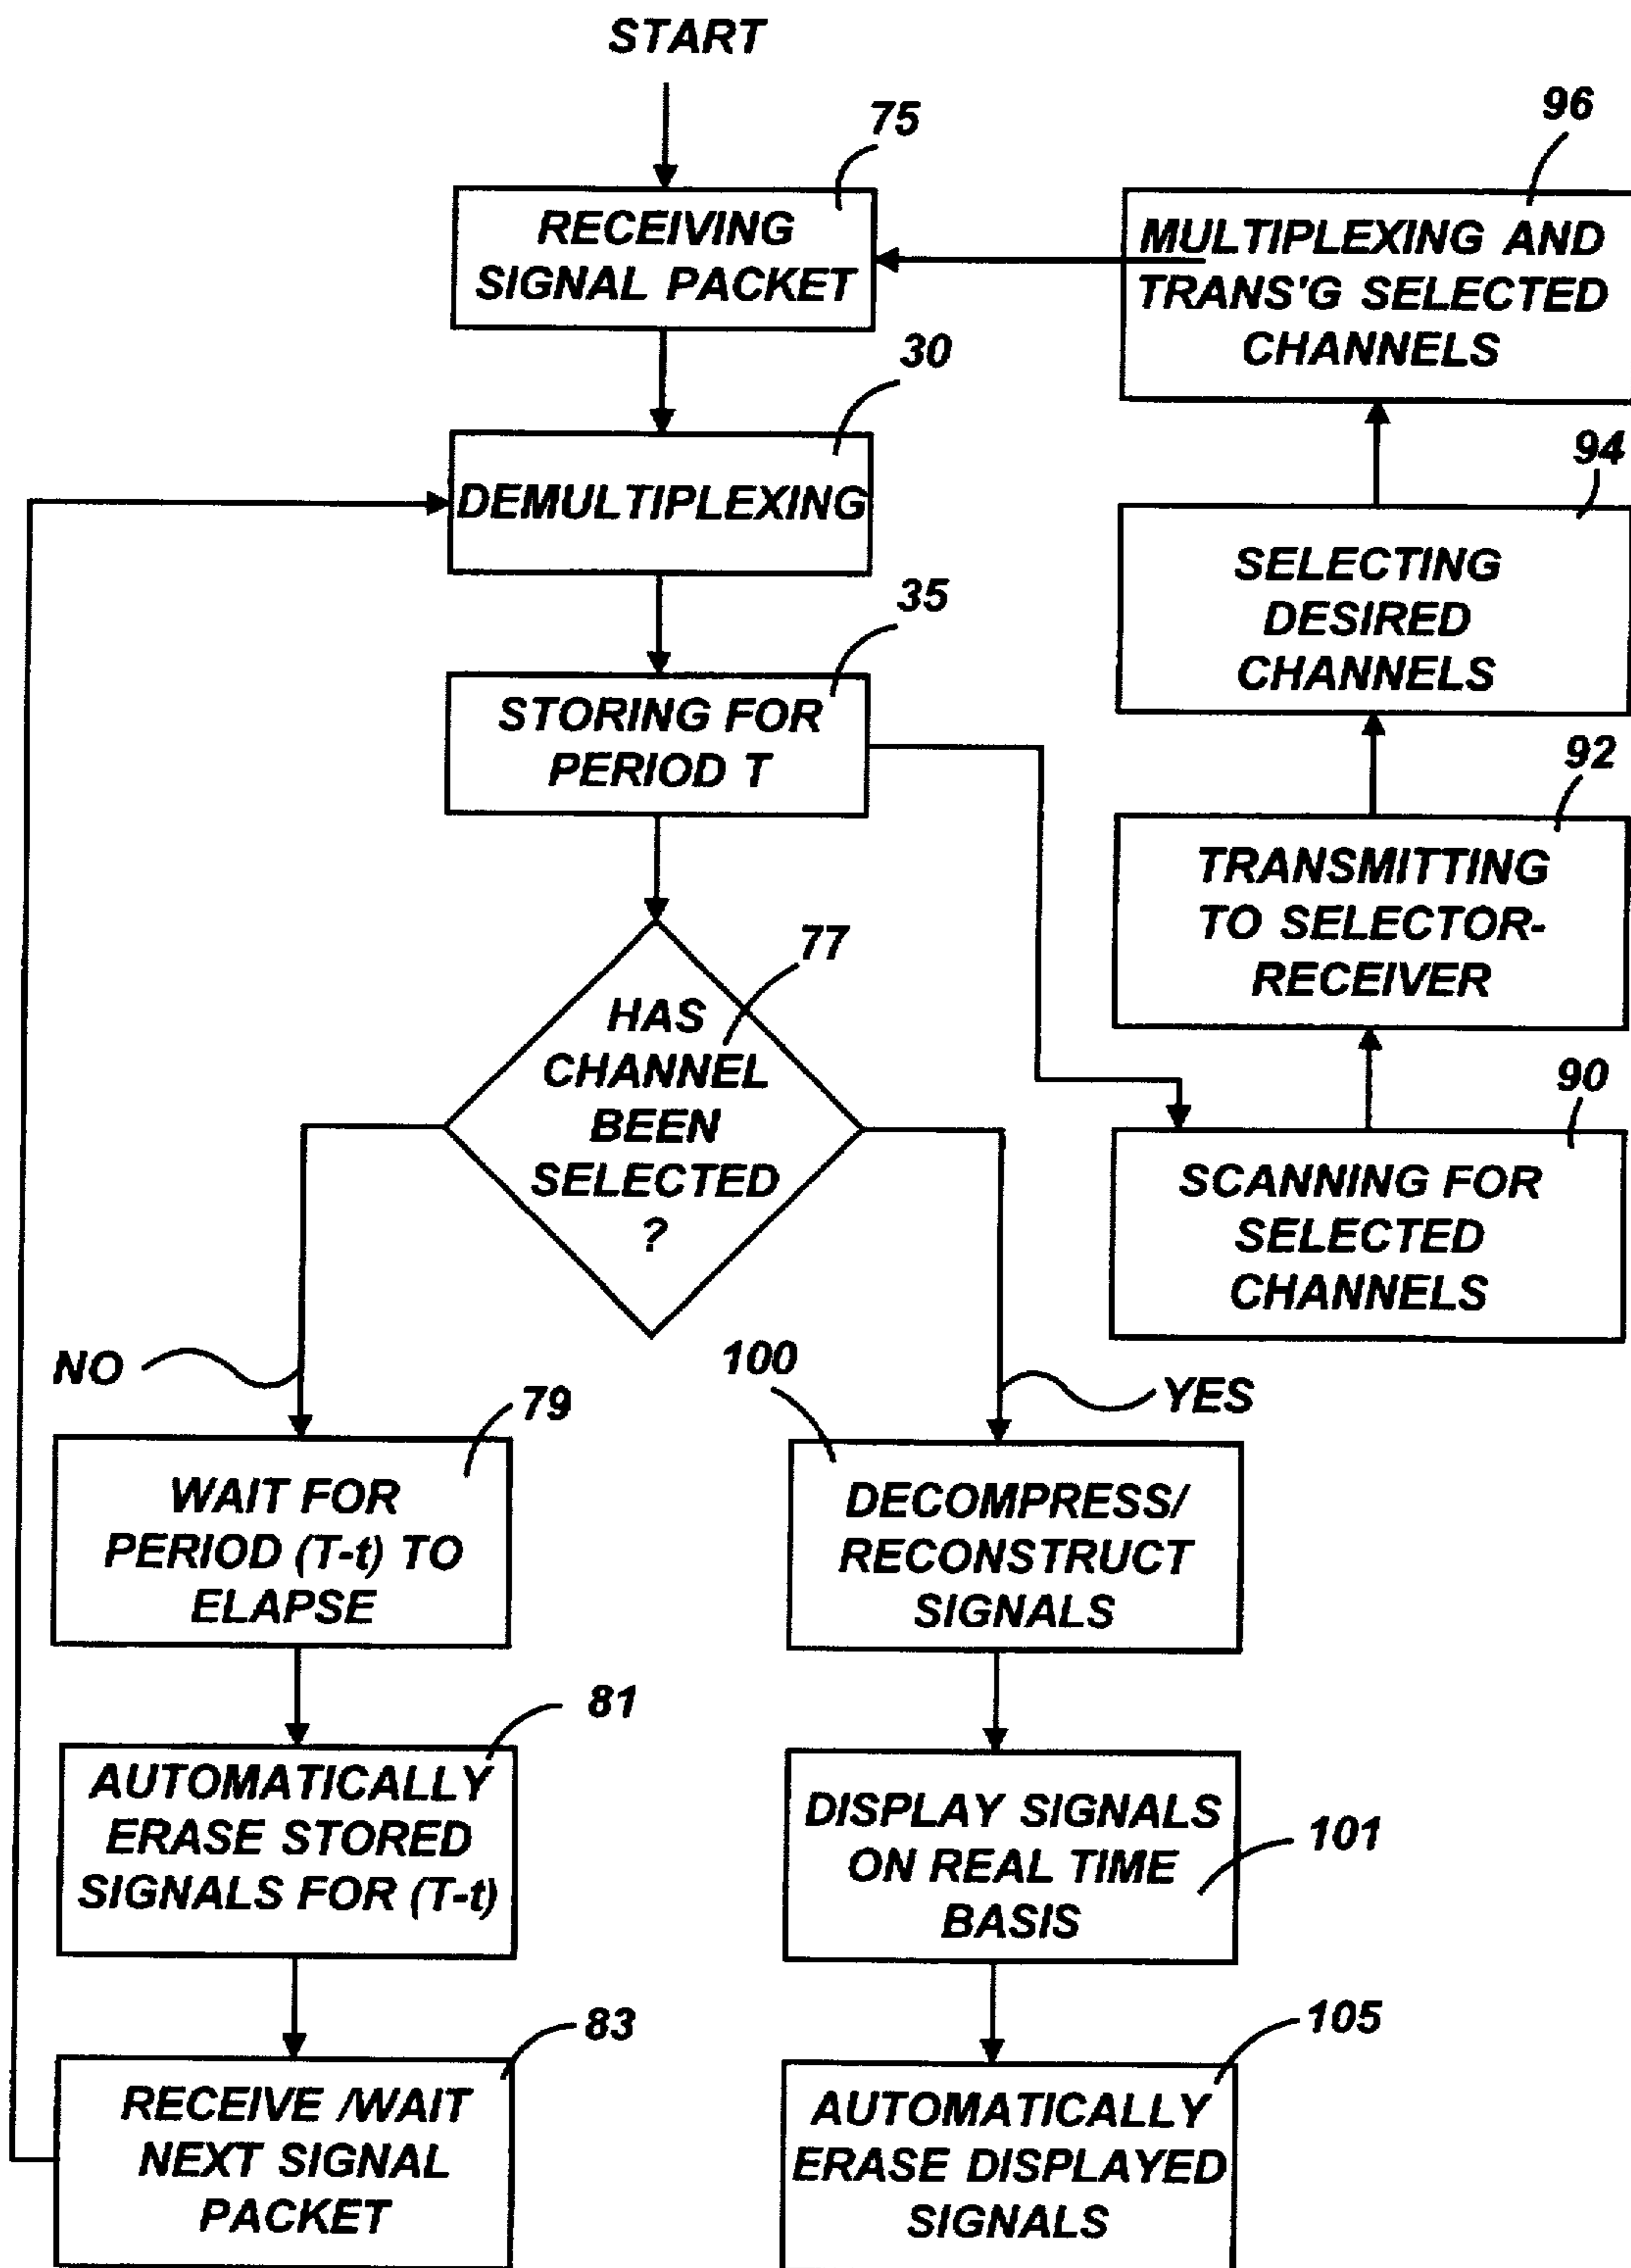 START
75
RECEIVING
SIGNAL PACKET
96
MULTIPLEXING AND
TRANS'G SELECTED
CHANNELS
30
DEMULTIPLEXING
94
SELECTING
DESIRED
CHANNELS
35
STORING FOR
PERIOD T
92
TRANSMITTING
TO SELECTOR-
RECEIVER
77
HAS
CHANNEL
BEEN
SELECTED
?
90
SCANNING FOR
SELECTED
CHANNELS
NO
YES
79
WAIT FOR
PERIOD (T-t) TO
ELAPSE
100
DECOMPRESS/
RECONSTRUCT
SIGNALS
81
AUTOMATICALLY
ERASE STORED
SIGNALS FOR (T-t)
101
DISPLAY SIGNALS
ON REAL TIME
BASIS
83
RECEIVE /WAIT
NEXT SIGNAL
PACKET
105
AUTOMATICALLY
ERASE DISPLAYED
SIGNALS